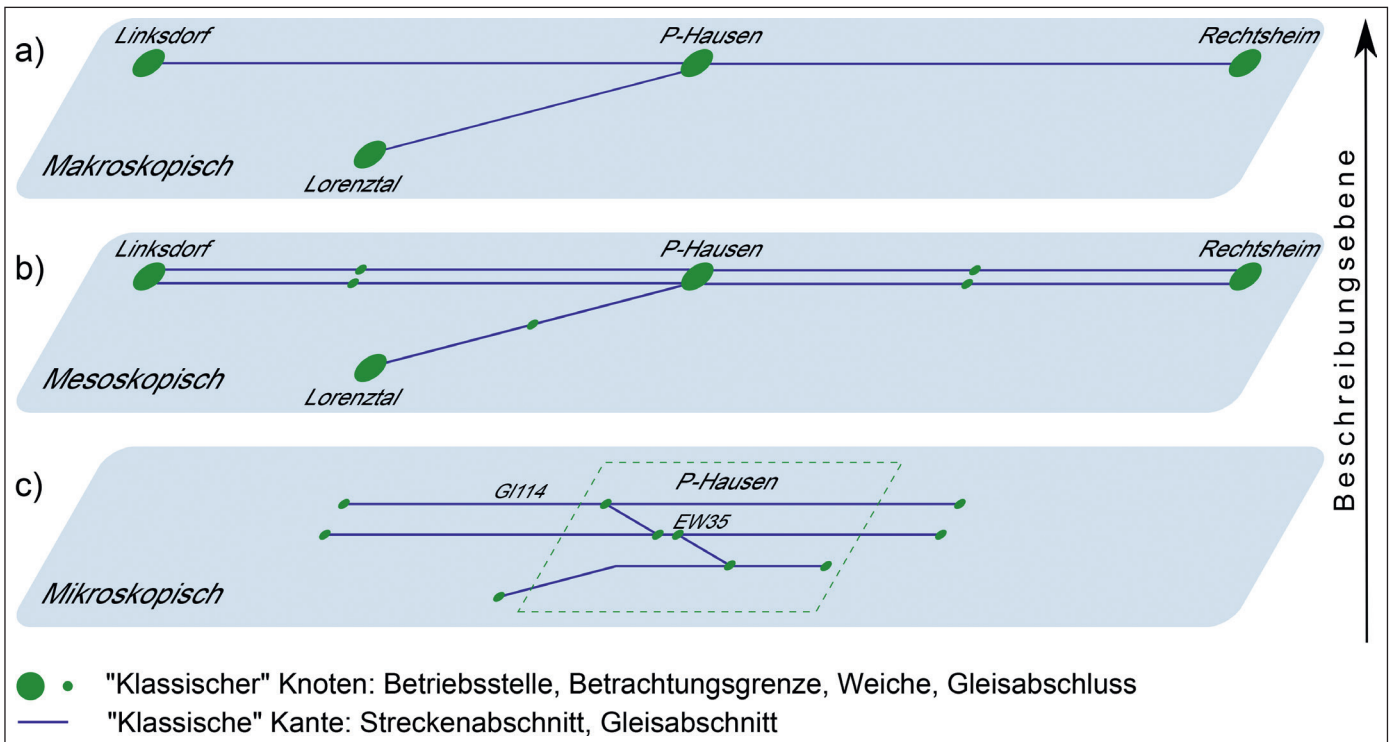 Linksdorf P-Hausen Rechtsheim
a)
Makroskopisch
Lorenztal
Linksdorf P-Hausen Rechtsheim
b)
Mesoskopisch
Lorenztal
c)
P-Hausen
Gl114
EW35
Mikroskopisch
Beschreibungsebene
"Klassischer" Knoten: Betriebsstelle, Betrachtungsgrenze, Weiche, Gleisabschluss
"Klassische" Kante: Streckenabschnitt, Gleisabschnitt